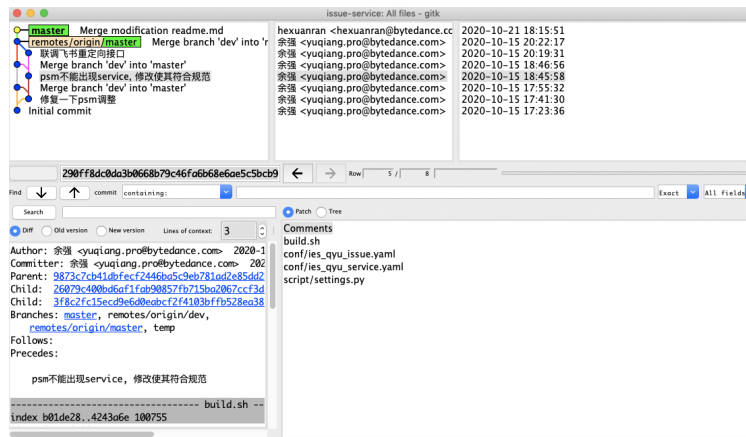 issue-service: All files - gitk
master Merge modification readme.md hexuanran <hexuanran@bytedance.cc 2020-10-21 18:15:51
remotes/origin/master Merge branch 'dev' into 'r 余强 <yuqiang.pro@bytedance.com> 2020-10-15 20:22:17
联调飞书重定向接口 余强 <yuqiang.pro@bytedance.com> 2020-10-15 20:19:31
Merge branch 'dev' into 'master' 余强 <yuqiang.pro@bytedance.com> 2020-10-15 18:46:56
psm不能出现service, 修改使其符合规范 余强 <yuqiang.pro@bytedance.com> 2020-10-15 18:45:58
Merge branch 'dev' into 'master' 余强 <yuqiang.pro@bytedance.com> 2020-10-15 17:55:32
修复一下psm调整 余强 <yuqiang.pro@bytedance.com> 2020-10-15 17:41:30
Initial commit 余强 <yuqiang.pro@bytedance.com> 2020-10-15 17:23:36
290ff8dc0da3b0668b79c46fa6b68e6ae5c5bcb9 Row 5 / 8
Find commit containing: Exact All fields
Search Patch Tree
Diff Old version New version Lines of context: 3
Comments
build.sh
conf/ies_qyu_issue.yaml
conf/ies_qyu_service.yaml
script/settings.py
Author: 余强 <yuqiang.pro@bytedance.com> 2020-1
Committer: 余强 <yuqiang.pro@bytedance.com> 202
Parent: 9873c7cb41dbfecf2446ba5c9eb781ad2e85dd2
Child: 26079c400bd6af1fab90857fb715ba2067ccf3d
Child: 3f8c2fc15ecd9e6d0eabcf2f4103bffb528ea38
Branches: master, remotes/origin/dev,
remotes/origin/master, temp
Follows:
Precedes:
psm不能出现service, 修改使其符合规范
---------------------------------- build.sh --
index b01de28..4243a6e 100755